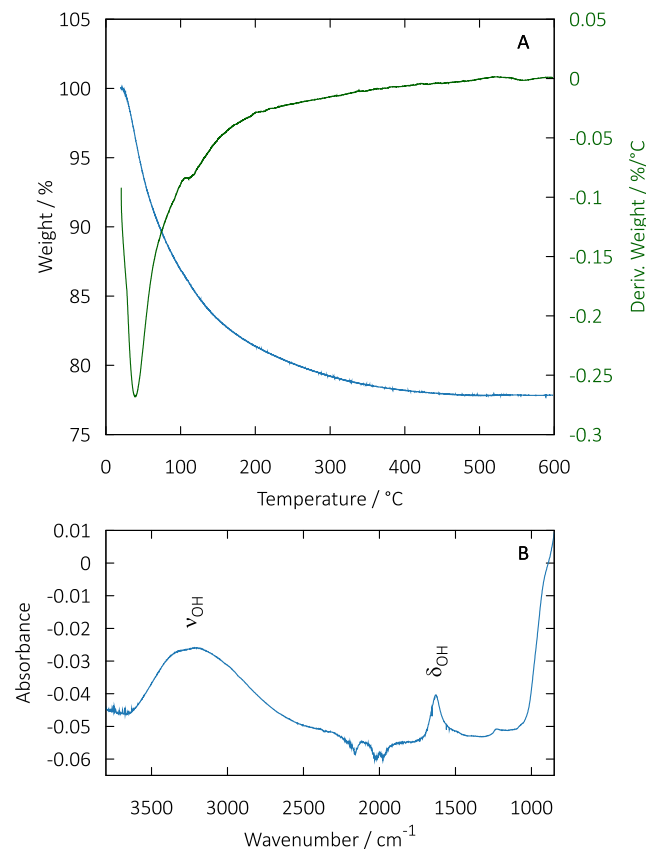 A
105
100
95
90
85
80
75
Weight / %
0.05
0
-0.05
-0.1
-0.15
-0.2
-0.25
-0.3
Deriv. Weight / %/°C
0 100 200 300 400 500 600
Temperature / °C
B
0.01
0
-0.01
-0.02
-0.03
-0.04
-0.05
-0.06
Absorbance
νOH
δOH
3500 3000 2500 2000 1500 1000
Wavenumber / cm⁻¹